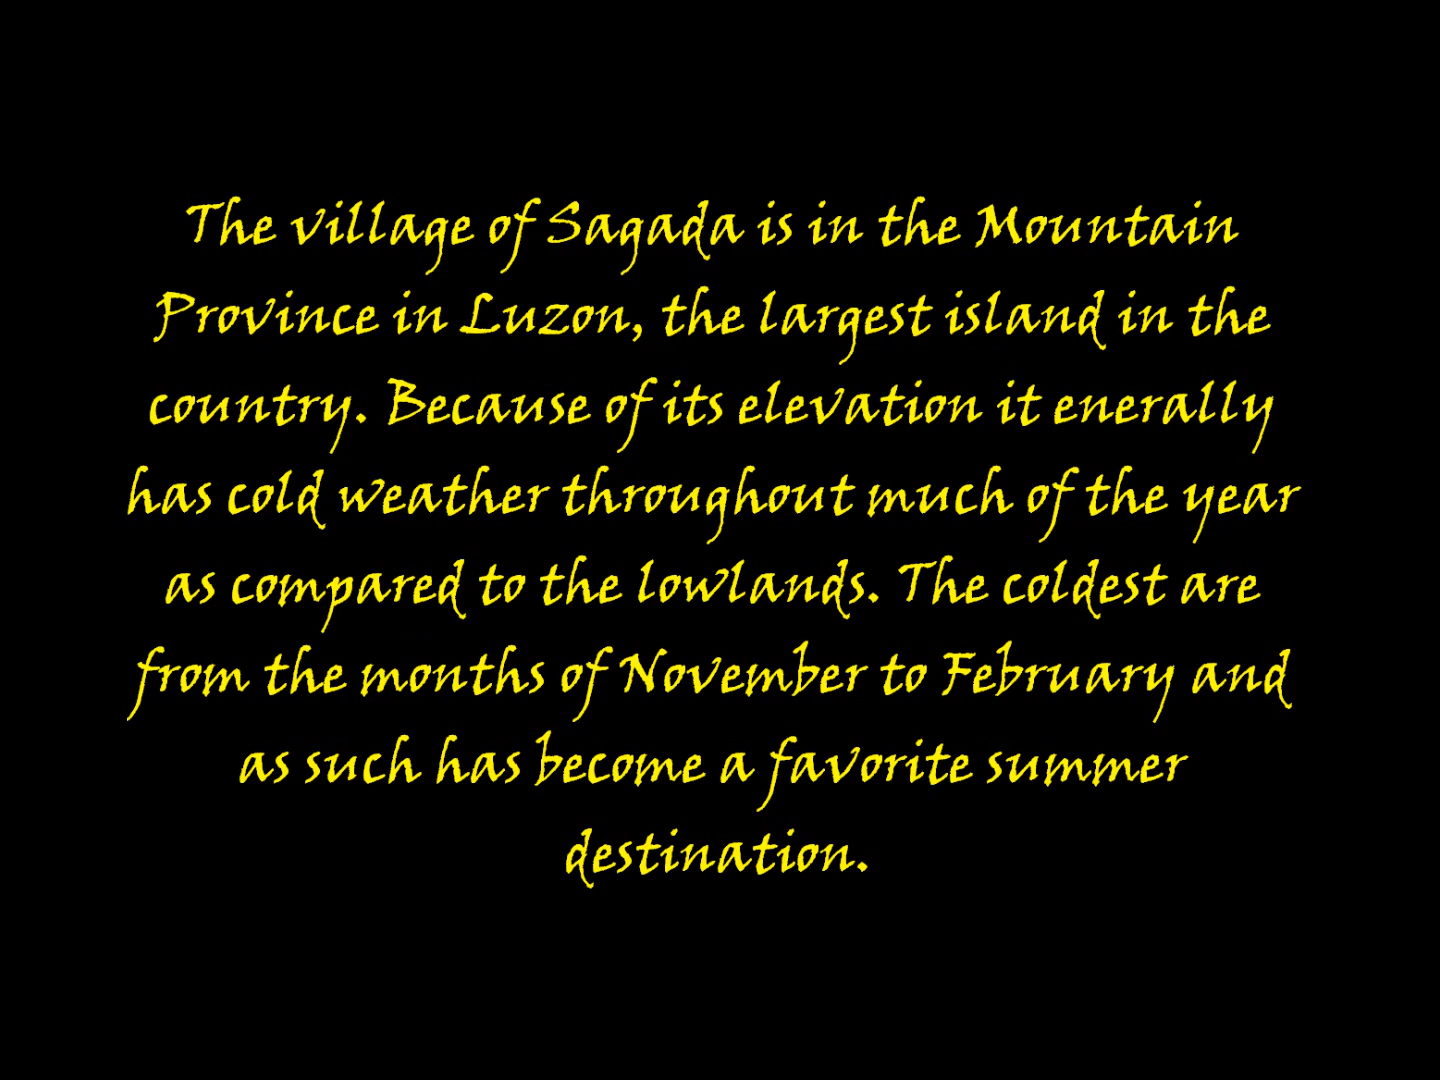 The village of Sagada is in the Mountain
Province in Luzon, the largest island in the
country. Because of its elevation it enerally
has cold weather throughout much of the year
as compared to the lowlands. The coldest are
from the months of November to February and
as such has become a favorite summer
destination.